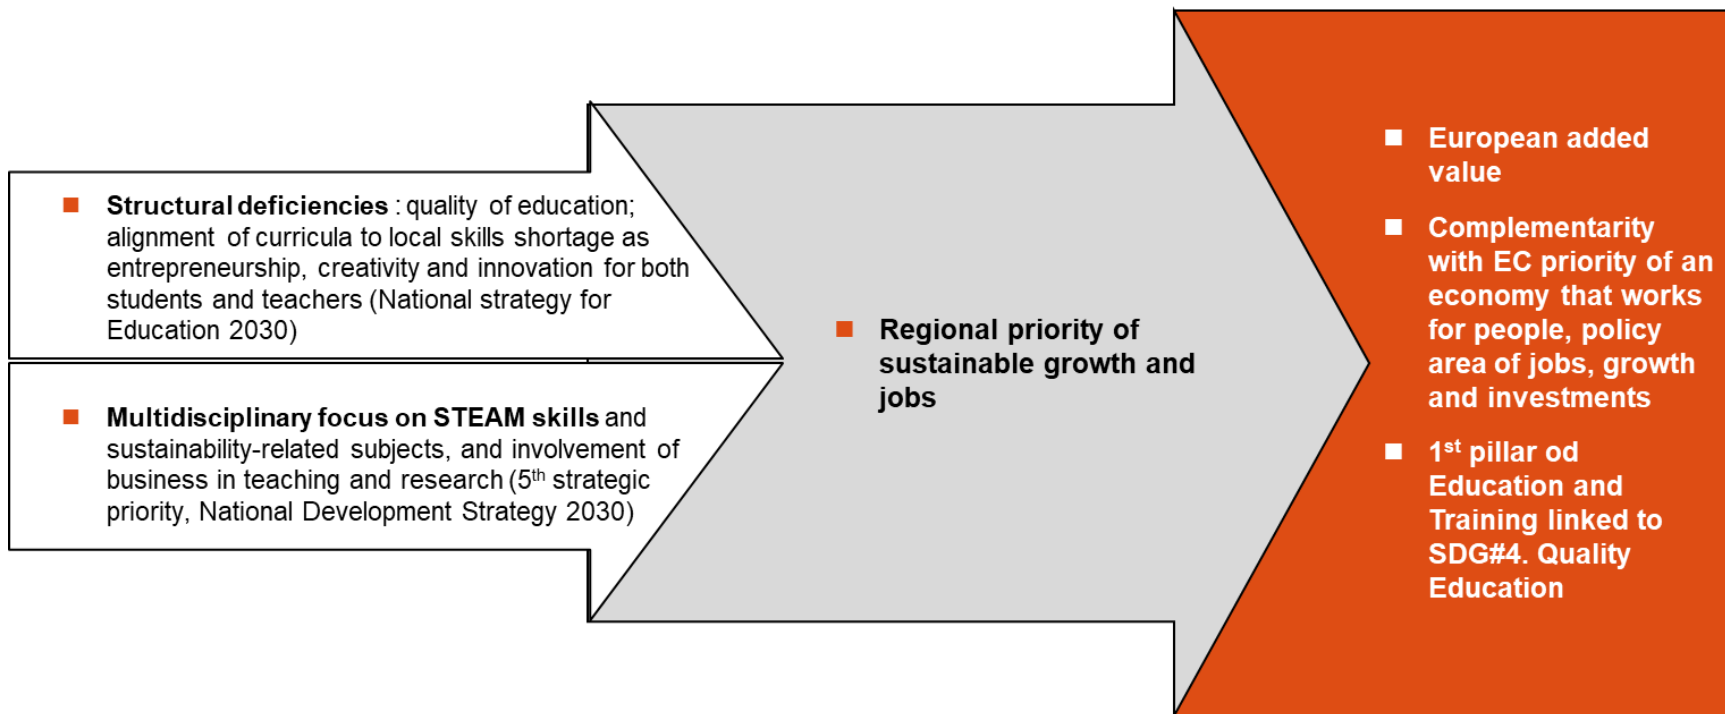 Structural deficiencies : quality of education;
alignment of curricula to local skills shortage as
entrepreneurship, creativity and innovation for both
students and teachers (National strategy for
Education 2030)
Multidisciplinary focus on STEAM skills and
sustainability-related subjects, and involvement of
business in teaching and research (5th strategic
priority, National Development Strategy 2030)
Regional priority of
sustainable growth and
jobs
European added
value
Complementarity
with EC priority of an
economy that works
for people, policy
area of jobs, growth
and investments
1st pillar od
Education and
Training linked to
SDG#4. Quality
Education